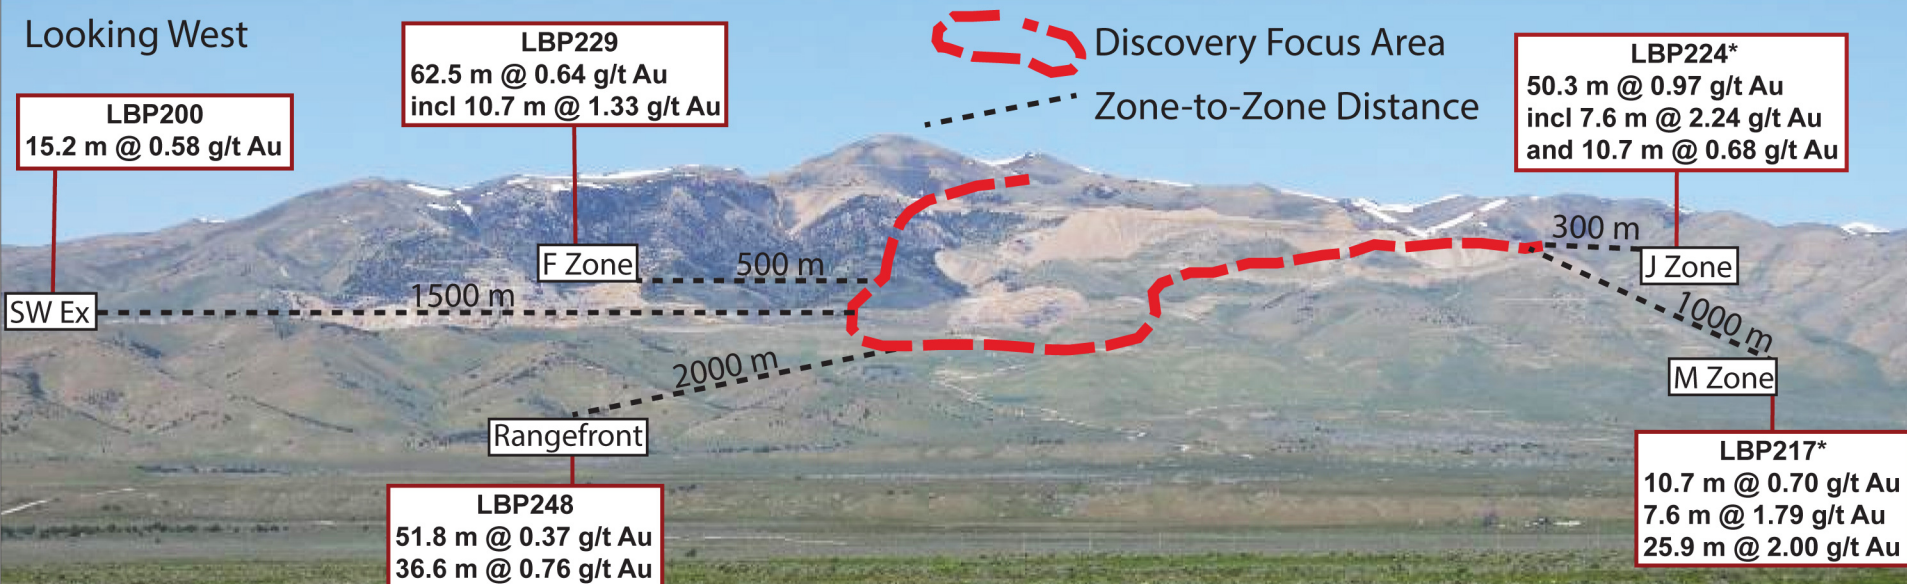 Looking West
Discovery Focus Area
Zone-to-Zone Distance
LBP200
15.2 m @ 0.58 g/t Au
LBP229
62.5 m @ 0.64 g/t Au
incl 10.7 m @ 1.33 g/t Au
LBP224*
50.3 m @ 0.97 g/t Au
incl 7.6 m @ 2.24 g/t Au
and 10.7 m @ 0.68 g/t Au
SW Ex
1500 m
F Zone
500 m
300 m
J Zone
1000 m
M Zone
2000 m
Rangefront
LBP248
51.8 m @ 0.37 g/t Au
36.6 m @ 0.76 g/t Au
LBP217*
10.7 m @ 0.70 g/t Au
7.6 m @ 1.79 g/t Au
25.9 m @ 2.00 g/t Au